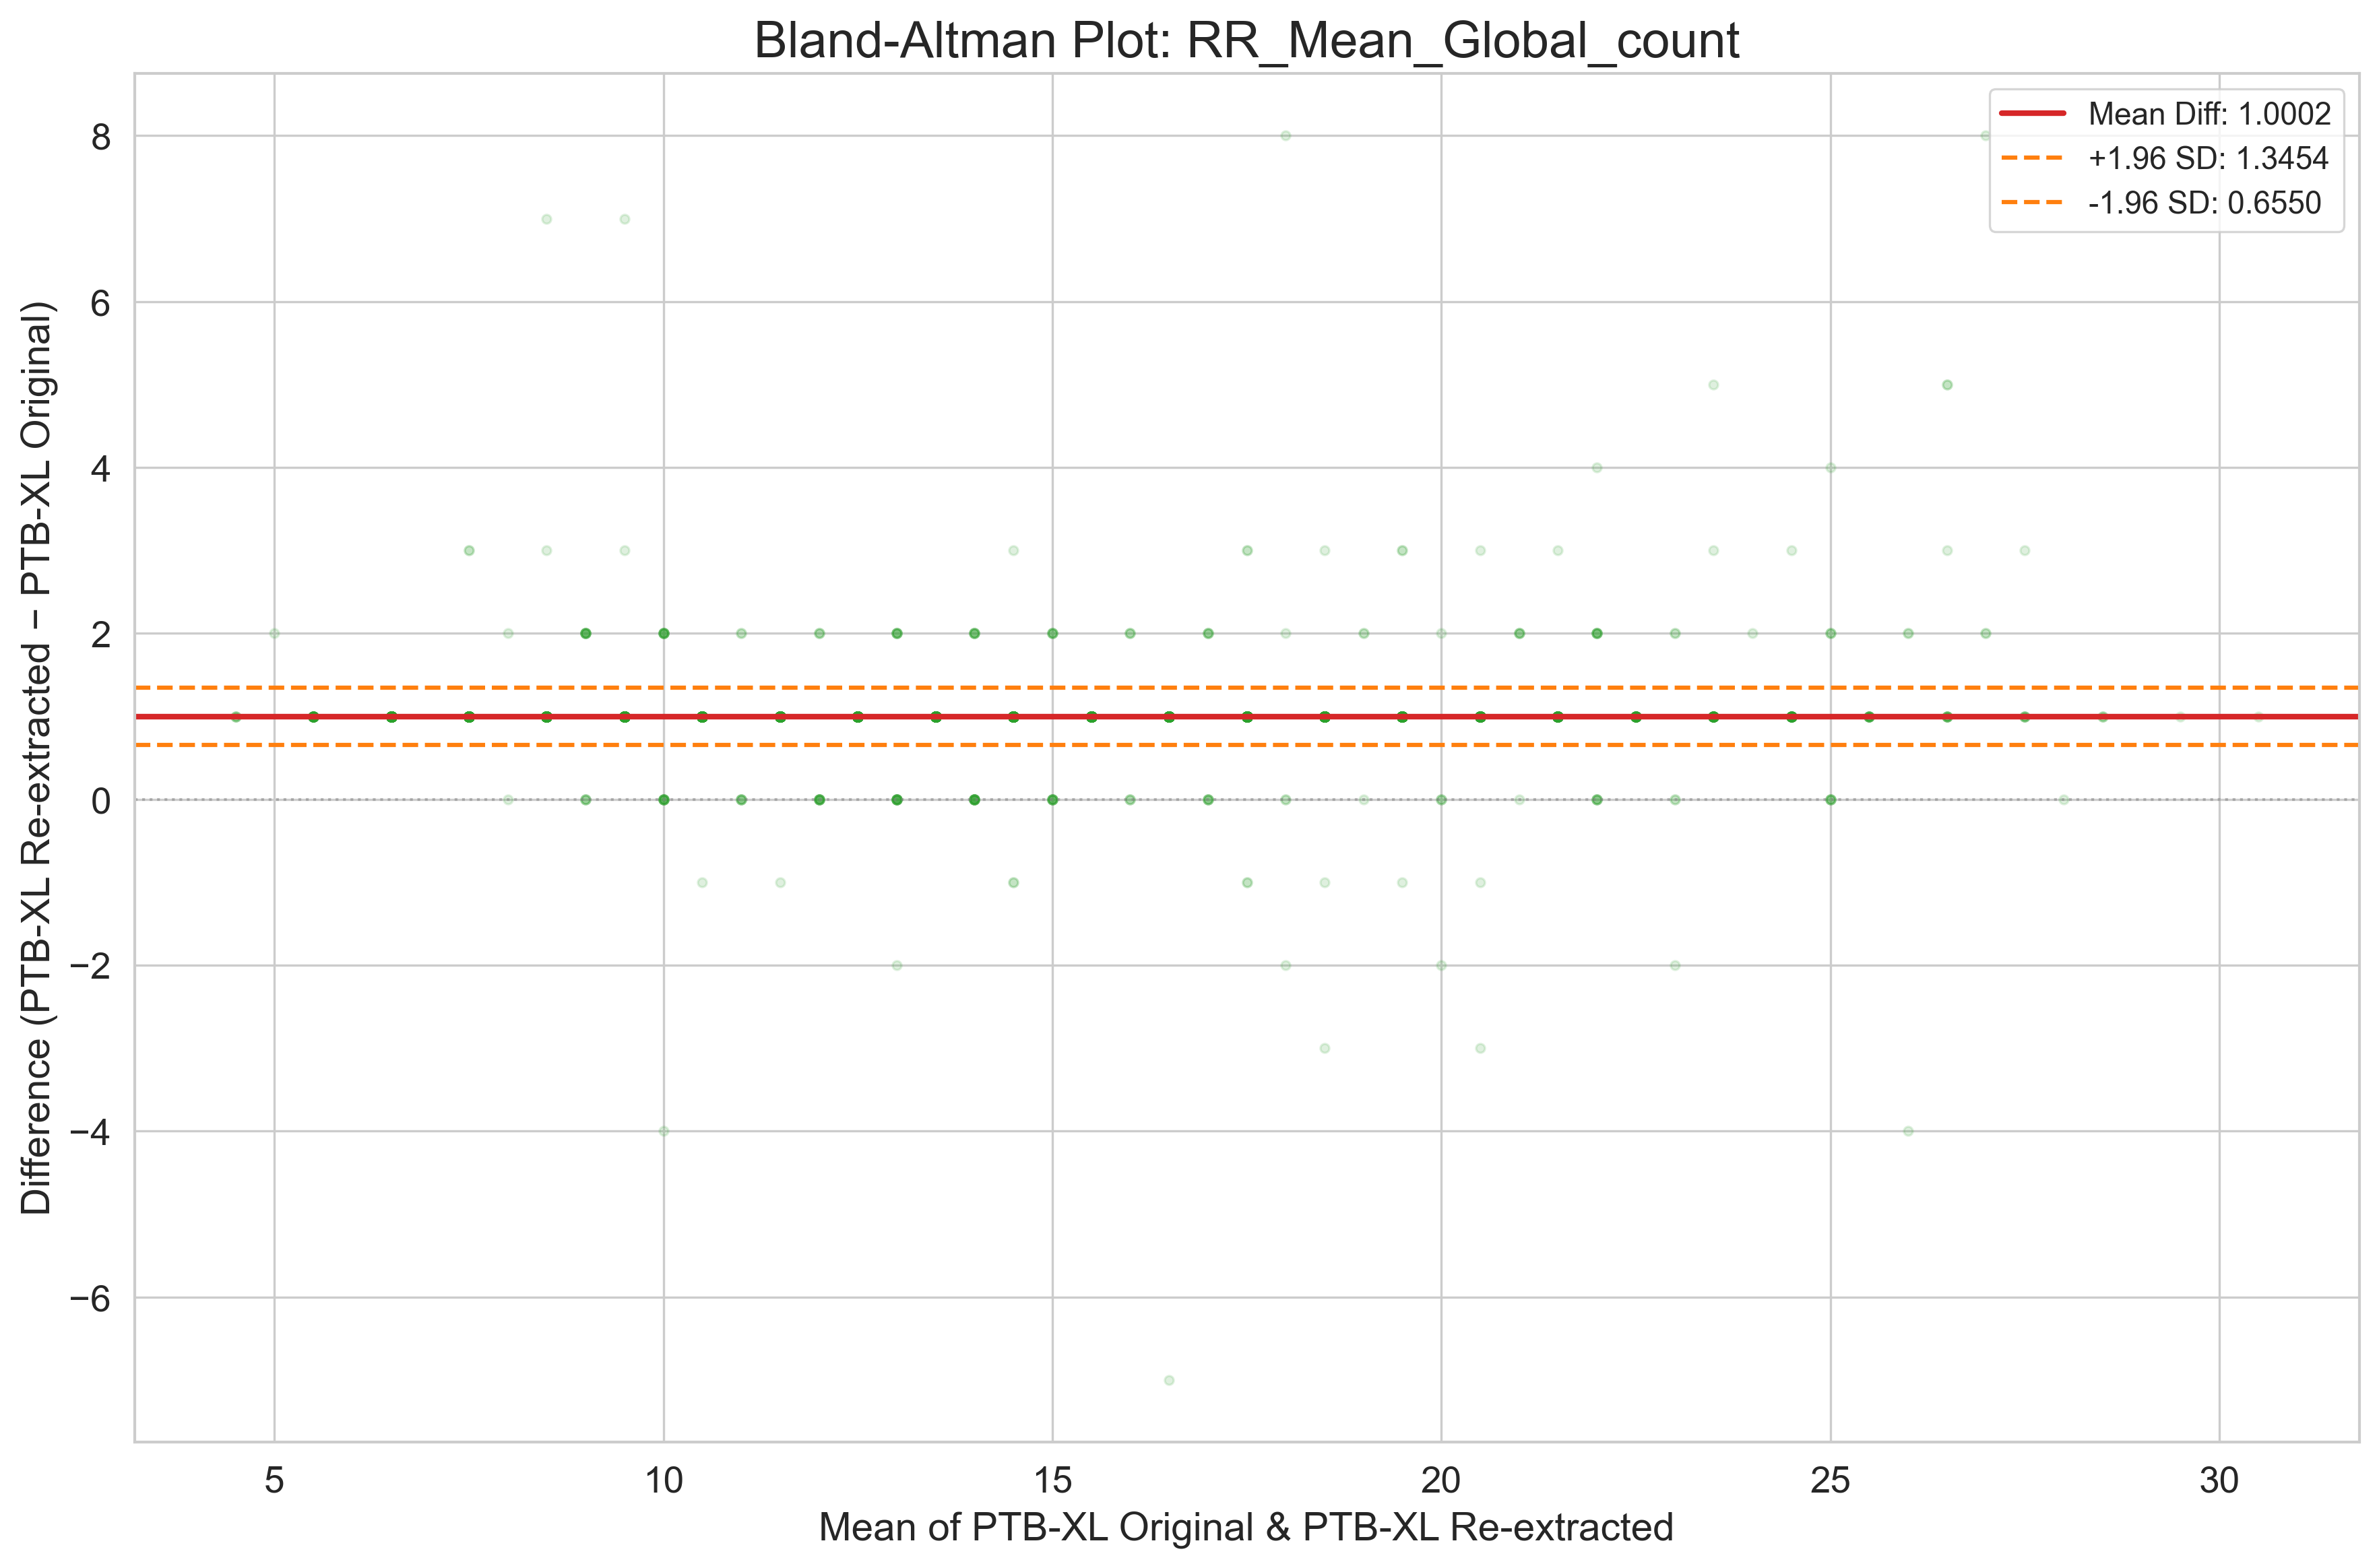 Bland-Altman Plot: RR_Mean_Global_count
Mean Diff: 1.0002
+1.96 SD: 1.3454
-1.96 SD: 0.6550
Difference (PTB-XL Re-extracted − PTB-XL Original)
8
6
4
2
0
−2
−4
−6
5
10
15
20
25
30
Mean of PTB-XL Original & PTB-XL Re-extracted